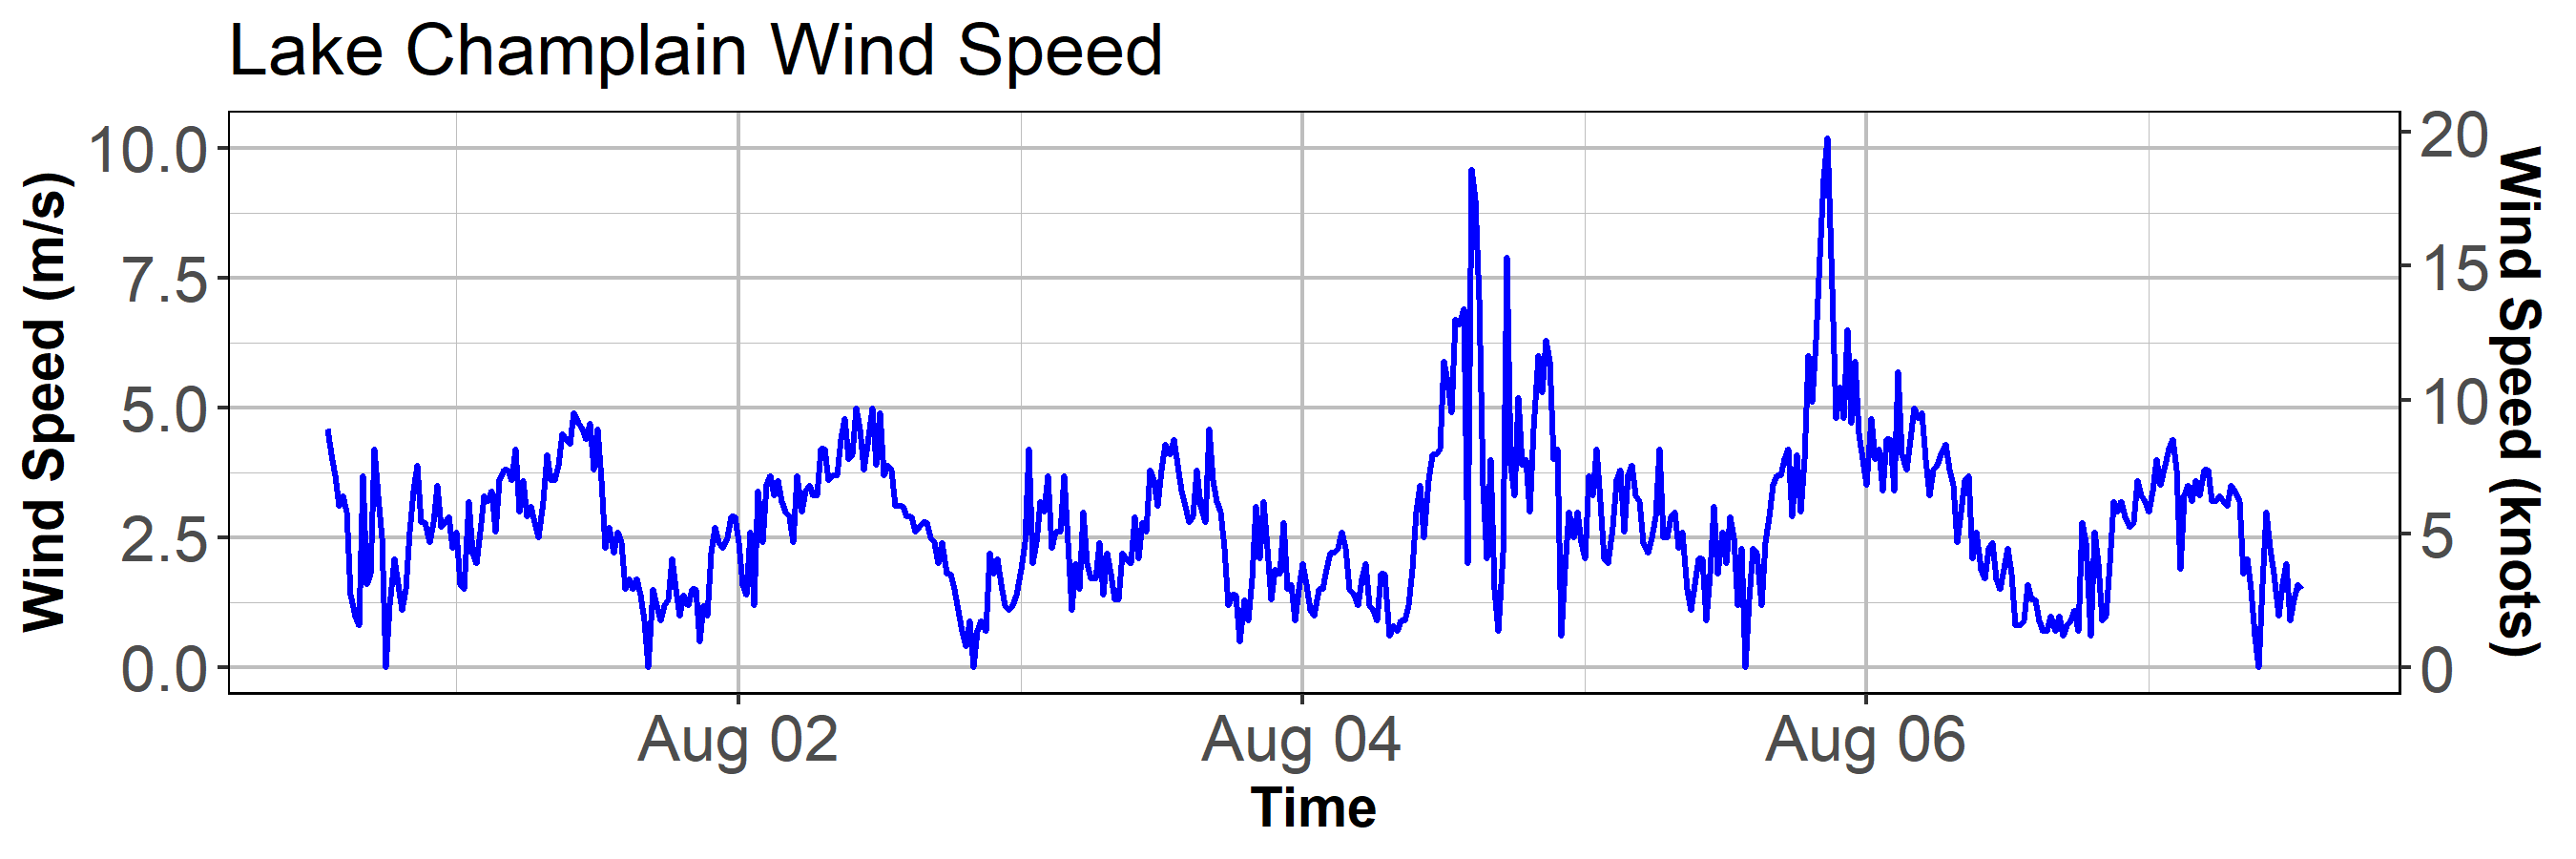 Lake Champlain Wind Speed
Wind Speed (m/s)
10.0
7.5
5.0
2.5
0.0
20
15
10
5
0
Wind Speed (knots)
Aug 02
Aug 04
Aug 06
Time